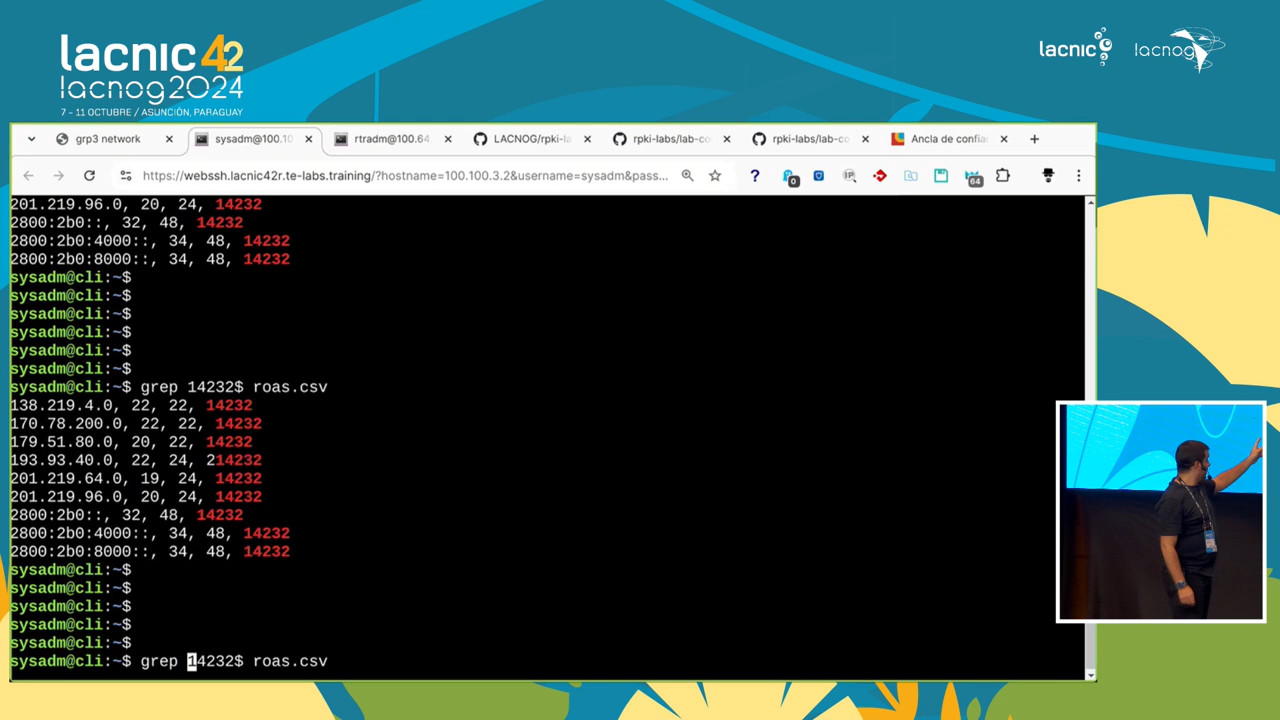 lacnic 42
lacnog2024
7 - 11 OCTUBRE / ASUNCIÓN, PARAGUAY
lacnic
lacnog
grp3 network
sysadm@100.10
rtradm@100.64
LACNOG/rpki-la
rpki-labs/lab-co
rpki-labs/lab-co
Ancla de confia
https://webssh.lacnic42r.te-labs.training/?hostname=100.100.3.2&username=sysadm&pass...
0
IP
64
201.219.96.0, 20, 24, 14232
2800:2b0::, 32, 48, 14232
2800:2b0:4000::, 34, 48, 14232
2800:2b0:8000::, 34, 48, 14232
sysadm@cli:~$
sysadm@cli:~$
sysadm@cli:~$
sysadm@cli:~$
sysadm@cli:~$
sysadm@cli:~$
sysadm@cli:~$ grep 14232$ roas.csv
138.219.4.0, 22, 22, 14232
170.78.200.0, 22, 22, 14232
179.51.80.0, 20, 22, 14232
193.93.40.0, 22, 24, 214232
201.219.64.0, 19, 24, 14232
201.219.96.0, 20, 24, 14232
2800:2b0::, 32, 48, 14232
2800:2b0:4000::, 34, 48, 14232
2800:2b0:8000::, 34, 48, 14232
sysadm@cli:~$
sysadm@cli:~$
sysadm@cli:~$
sysadm@cli:~$
sysadm@cli:~$
sysadm@cli:~$ grep 14232$ roas.csv